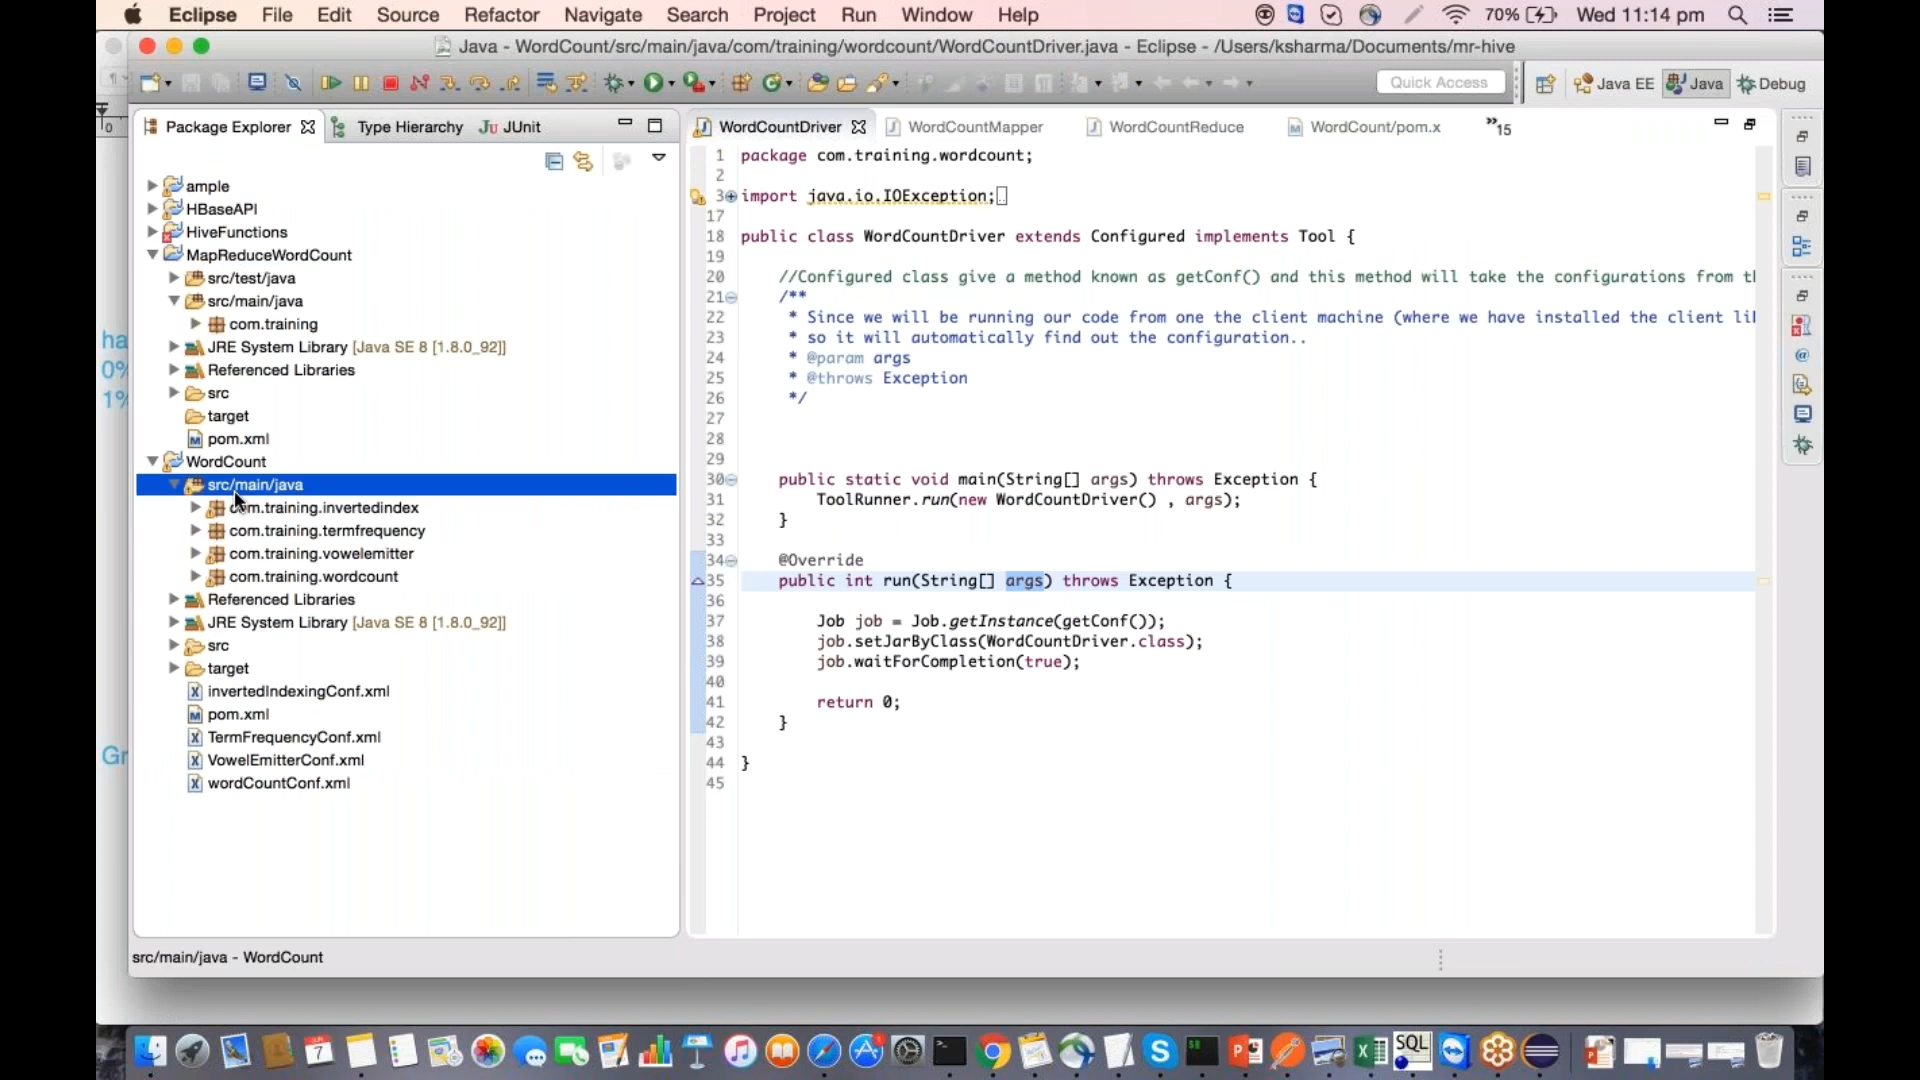 Eclipse File Edit Source Refactor Navigate Search Project Run Window Help 70% Wed 11:14 pm
Java - WordCount/src/main/java/com/training/wordcount/WordCountDriver.java - Eclipse - /Users/ksharma/Documents/mr-hive
Quick Access Java EE Java Debug
Package Explorer Type Hierarchy JUnit
ample
HBaseAPI
HiveFunctions
MapReduceWordCount
src/test/java
src/main/java
com.training
JRE System Library [Java SE 8 [1.8.0_92]]
Referenced Libraries
src
target
pom.xml
WordCount
src/main/java
com.training.invertedindex
com.training.termfrequency
com.training.vowelemitter
com.training.wordcount
Referenced Libraries
JRE System Library [Java SE 8 [1.8.0_92]]
src
target
invertedIndexingConf.xml
pom.xml
TermFrequencyConf.xml
VowelEmitterConf.xml
wordCountConf.xml
ha
0%
1%
Gr
WordCountDriver WordCountMapper WordCountReduce WordCount/pom.x »15
1 package com.training.wordcount;
2
3 import java.io.IOException;
17
18 public class WordCountDriver extends Configured implements Tool {
19
20 //Configured class give a method known as getConf() and this method will take the configurations from th
21 /**
22 * Since we will be running our code from one the client machine (where we have installed the client lib
23 * so it will automatically find out the configuration..
24 * @param args
25 * @throws Exception
26 */
27
28
29
30 public static void main(String[] args) throws Exception {
31 ToolRunner.run(new WordCountDriver() , args);
32 }
33
34 @Override
35 public int run(String[] args) throws Exception {
36
37 Job job = Job.getInstance(getConf());
38 job.setJarByClass(WordCountDriver.class);
39 job.waitForCompletion(true);
40
41 return 0;
42 }
43
44 }
45
src/main/java - WordCount
7
SQL